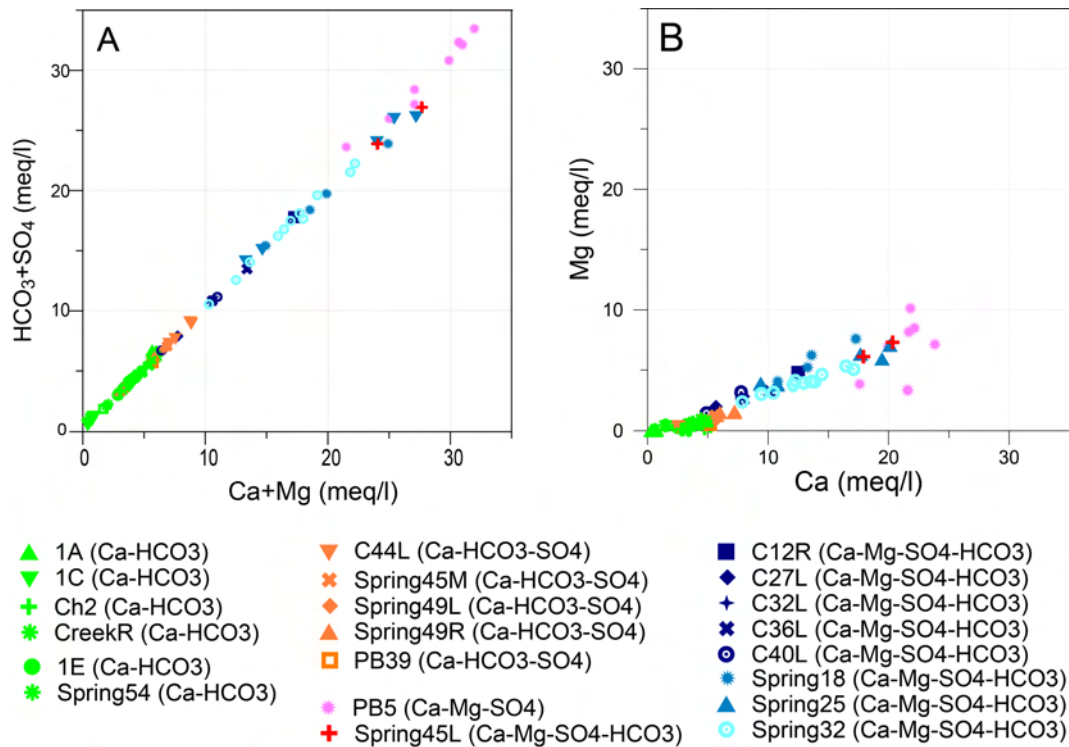 A
HCO₃+SO₄ (meq/l)
30
20
10
0
0 10 20 30
Ca+Mg (meq/l)
B
Mg (meq/l)
30
20
10
0
0 10 20 30
Ca (meq/l)
1A (Ca-HCO3)
1C (Ca-HCO3)
Ch2 (Ca-HCO3)
CreekR (Ca-HCO3)
1E (Ca-HCO3)
Spring54 (Ca-HCO3)
C44L (Ca-HCO3-SO4)
Spring45M (Ca-HCO3-SO4)
Spring49L (Ca-HCO3-SO4)
Spring49R (Ca-HCO3-SO4)
PB39 (Ca-HCO3-SO4)
PB5 (Ca-Mg-SO4)
Spring45L (Ca-Mg-SO4-HCO3)
C12R (Ca-Mg-SO4-HCO3)
C27L (Ca-Mg-SO4-HCO3)
C32L (Ca-Mg-SO4-HCO3)
C36L (Ca-Mg-SO4-HCO3)
C40L (Ca-Mg-SO4-HCO3)
Spring18 (Ca-Mg-SO4-HCO3)
Spring25 (Ca-Mg-SO4-HCO3)
Spring32 (Ca-Mg-SO4-HCO3)